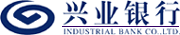 兴业银行
INDUSTRIAL BANK CO.,LTD.